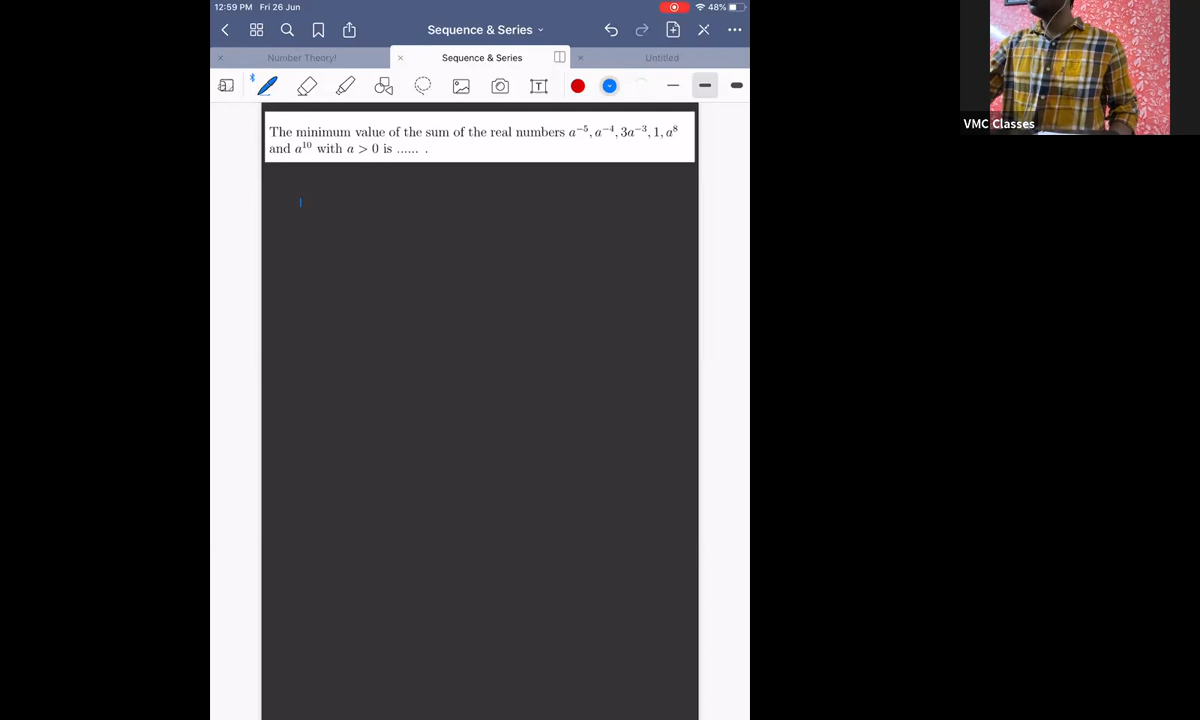 12:59 PM Fri 26 Jun
48%
Sequence & Series
Number Theory!
Sequence & Series
Untitled
T
The minimum value of the sum of the real numbers a⁻⁵, a⁻⁴, 3a⁻³, 1, a⁸
and a¹⁰ with a > 0 is ...... .
VMC Classes